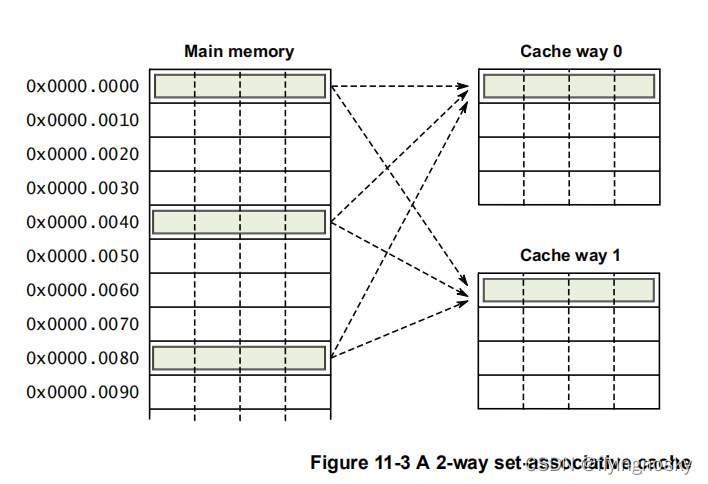 Main memory
Cache way 0
0x0000.0000
0x0000.0010
0x0000.0020
0x0000.0030
0x0000.0040
0x0000.0050
Cache way 1
0x0000.0060
0x0000.0070
0x0000.0080
0x0000.0090
Figure 11-3 A 2-way set-associative cache
CSDN